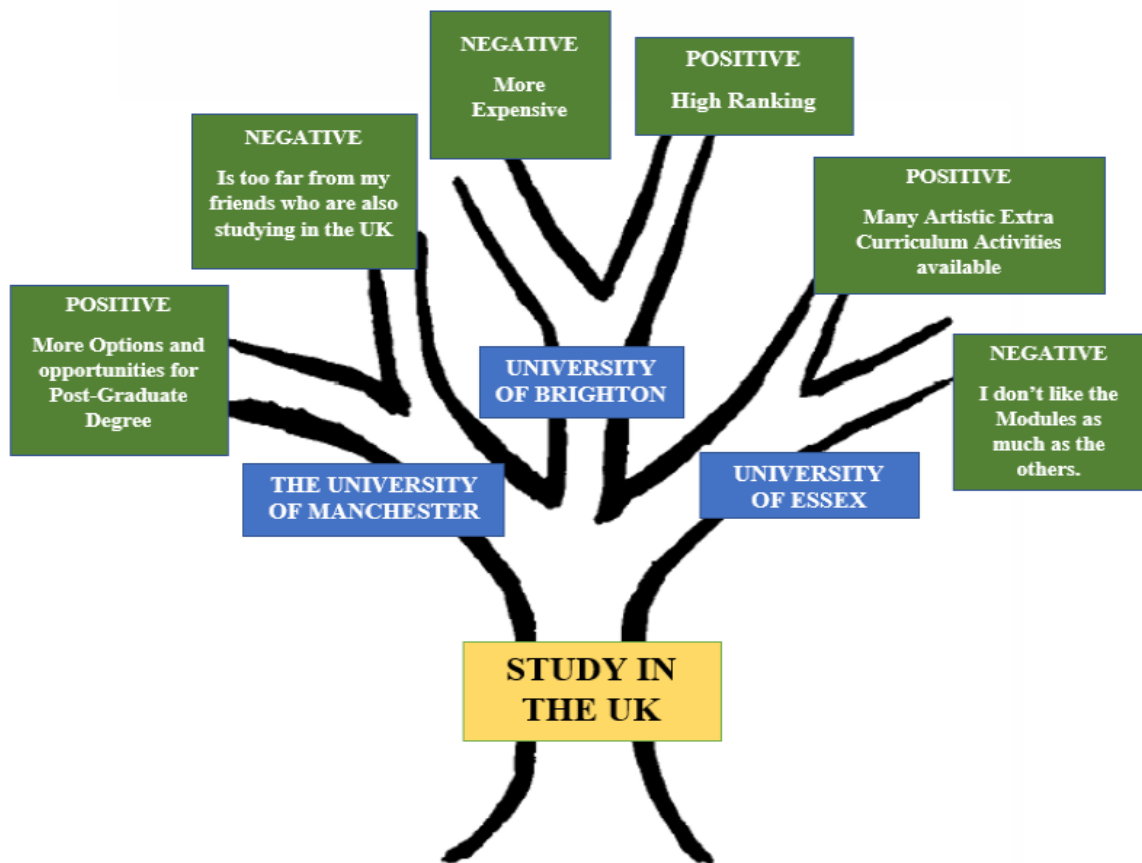 NEGATIVE
More
Expensive
POSITIVE
High Ranking
NEGATIVE
Is too far from my
friends who are also
studying in the UK
POSITIVE
Many Artistic Extra
Curriculum Activities
available
POSITIVE
More Options and
opportunities for
Post-Graduate
Degree
NEGATIVE
I don’t like the
Modules as
much as the
others.
UNIVERSITY
OF BRIGHTON
THE UNIVERSITY
OF MANCHESTER
UNIVERSITY
OF ESSEX
STUDY IN
THE UK